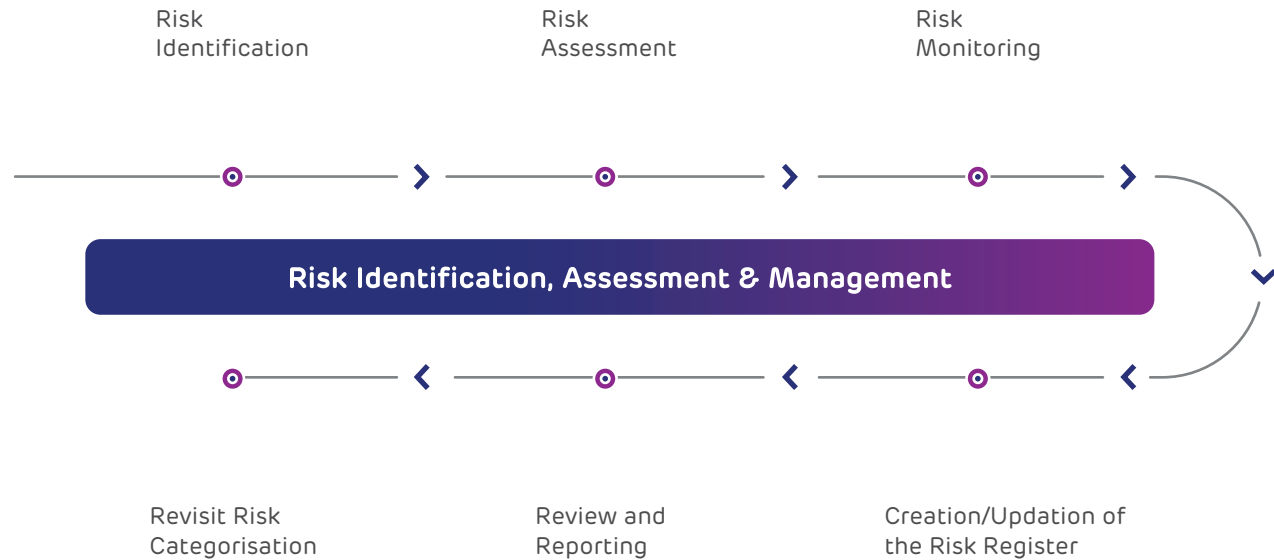 Risk
Identification
Risk
Assessment
Risk
Monitoring
Risk Identification, Assessment & Management
Revisit Risk
Categorisation
Review and
Reporting
Creation/Updation of
the Risk Register